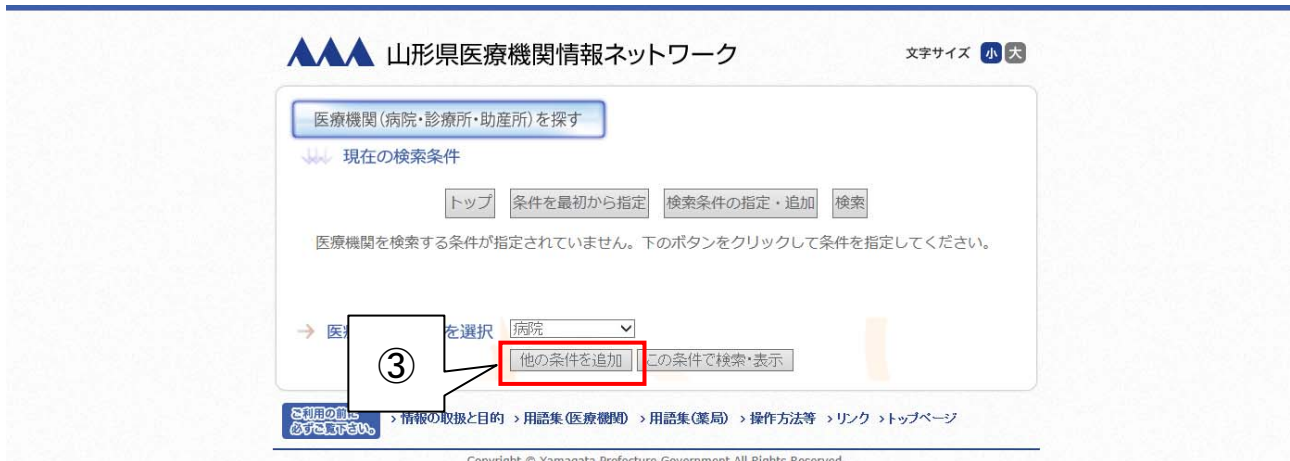 山形県医療機関情報ネットワーク 文字サイズ 小 大
医療機関(病院・診療所・助産所)を探す
現在の検索条件
トップ 条件を最初から指定 検索条件の指定・追加 検索
医療機関を検索する条件が指定されていません。下のボタンをクリックして条件を指定してください。
→ 医 を選択 病院
③ 他の条件を追加 この条件で検索・表示
ご利用の前に
必ずご覧下さい。
›情報の取扱と目的 ›用語集(医療機関) ›用語集(薬局) ›操作方法等 ›リンク ›トップページ
Copyright © Yamagata Prefecture Government All Rights Reserved